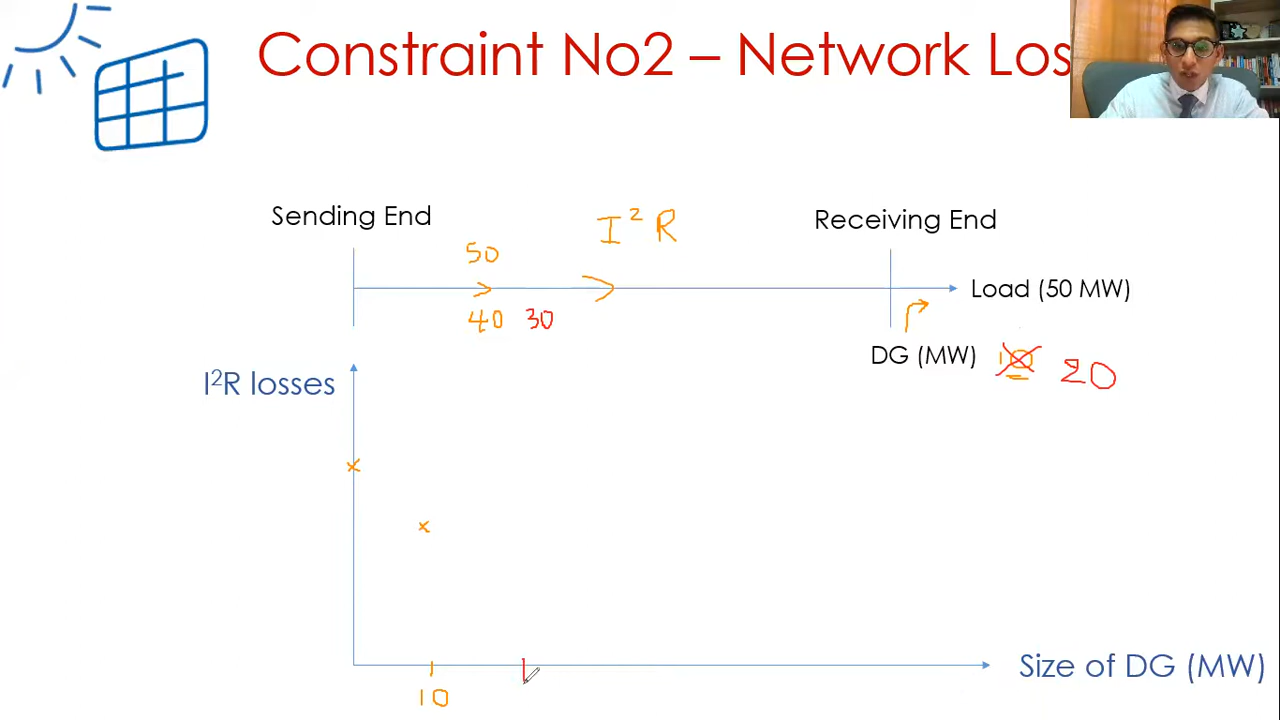 Constraint No2 – Network Los
Sending End
I² R
Receiving End
50
Load (50 MW)
40 30
DG (MW) 20
I²R losses
Size of DG (MW)
10